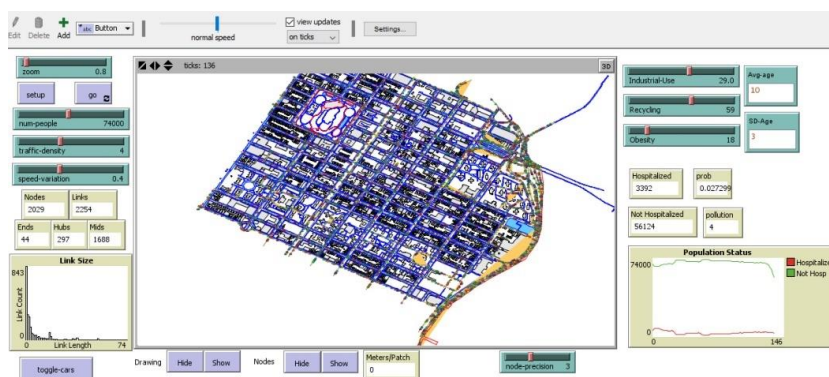 Edit Delete Add abc Button
normal speed
view updates
on ticks
Settings...
ticks: 136
3D
zoom 0.8
setup go
num-people 74000
traffic-density 4
speed-variation 0.4
Nodes Links
2029 2254
Ends Hubs Mids
44 297 1688
Link Size
843
Link Count
0
0 Link Length 74
toggle-cars
Drawing Hide Show Nodes Hide Show
Meters/Patch
0
node-precision 3
Industrial-Use 29.0
Recycling 59
Obesity 18
Avg-age
10
SD-Age
3
Hospitalized prob
3392 0.027299
Not Hospitalized pollution
56124 4
Population Status
74000
0
0 146
Hospitalize
Not Hosp